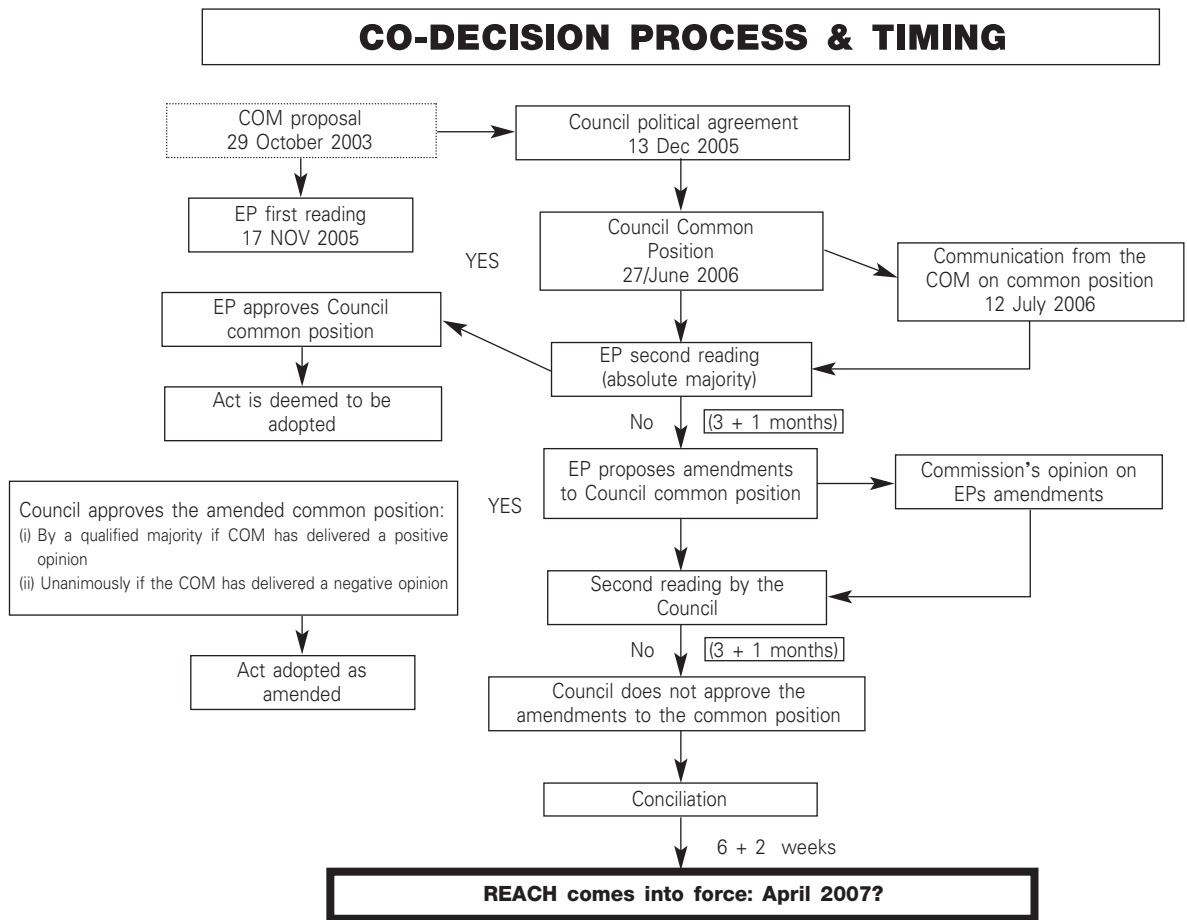 CO-DECISION PROCESS & TIMING
COM proposal
29 October 2003
Council political agreement
13 Dec 2005
EP first reading
17 NOV 2005
YES
Council Common
Position
27/June 2006
Communication from the
COM on common position
12 July 2006
EP approves Council
common position
EP second reading
(absolute majority)
Act is deemed to be
adopted
No
(3 + 1 months)
EP proposes amendments
to Council common position
Commission's opinion on
EPs amendments
YES
Council approves the amended common position:
(i) By a qualified majority if COM has delivered a positive
opinion
(ii) Unanimously if the COM has delivered a negative opinion
Second reading by the
Council
No
(3 + 1 months)
Act adopted as
amended
Council does not approve the
amendments to the common position
Conciliation
6 + 2 weeks
REACH comes into force: April 2007?